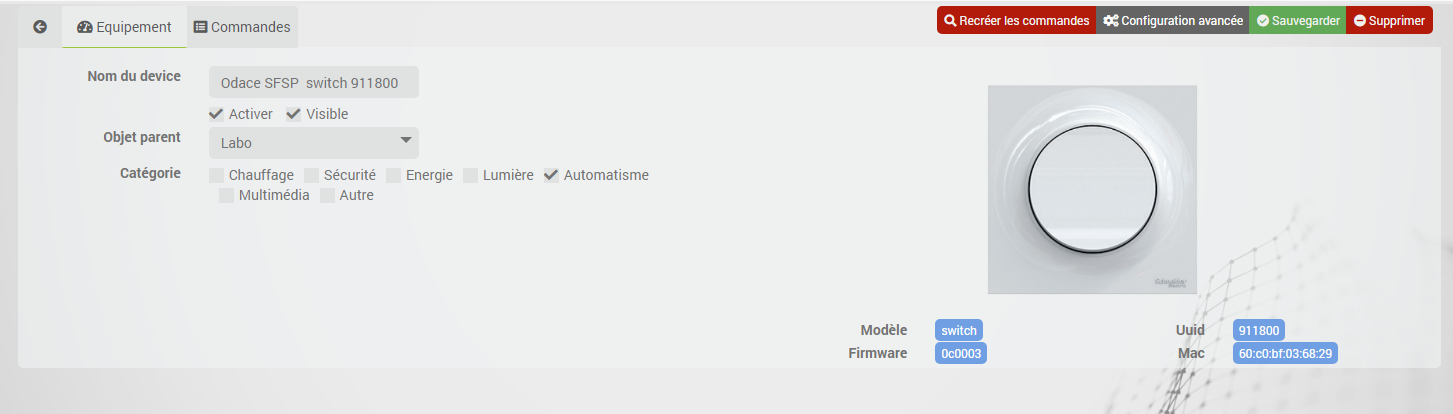 Equipement Commandes Recréer les commandes Configuration avancée Sauvegarder Supprimer
Nom du device Odace SFSP switch 911800
Activer Visible
Objet parent Labo
Catégorie Chauffage Sécurité Energie Lumière Automatisme
Multimédia Autre
Modèle switch Uuid 911800
Firmware 0c0003 Mac 60:c0:bf:03:68:29